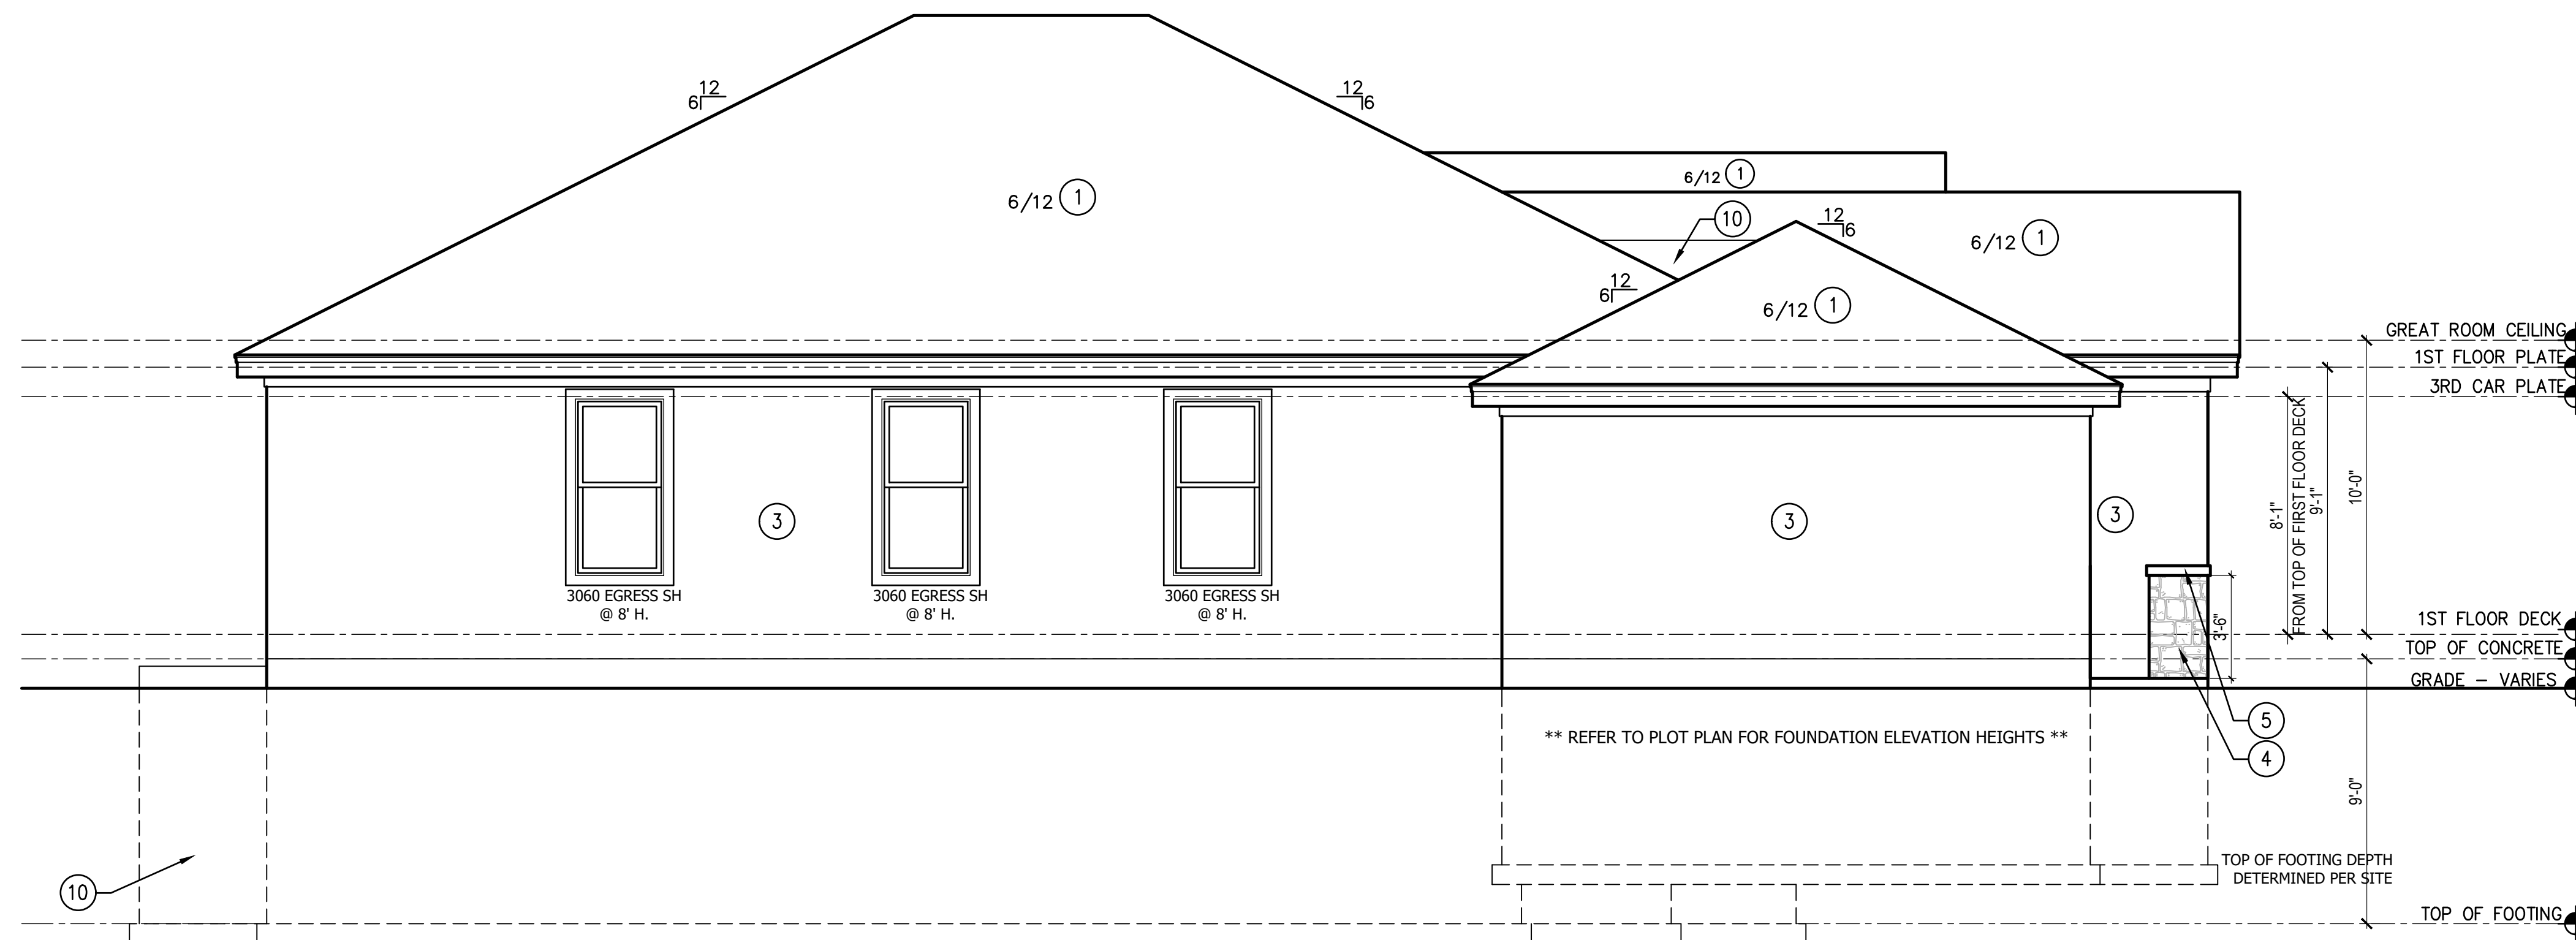 12
6
12
6
6/12 1
6/12 1
10
12
6
6/12 1
12
6
6/12 1
GREAT ROOM CEILING
1ST FLOOR PLATE
3RD CAR PLATE
3
3
3
8'-1"
FROM TOP OF FIRST FLOOR DECK
9'-1"
10'-0"
3060 EGRESS SH
@ 8' H.
3060 EGRESS SH
@ 8' H.
3060 EGRESS SH
@ 8' H.
3'-6"
1ST FLOOR DECK
TOP OF CONCRETE
GRADE - VARIES
5
4
** REFER TO PLOT PLAN FOR FOUNDATION ELEVATION HEIGHTS **
9'-0"
10
TOP OF FOOTING DEPTH
DETERMINED PER SITE
TOP OF FOOTING